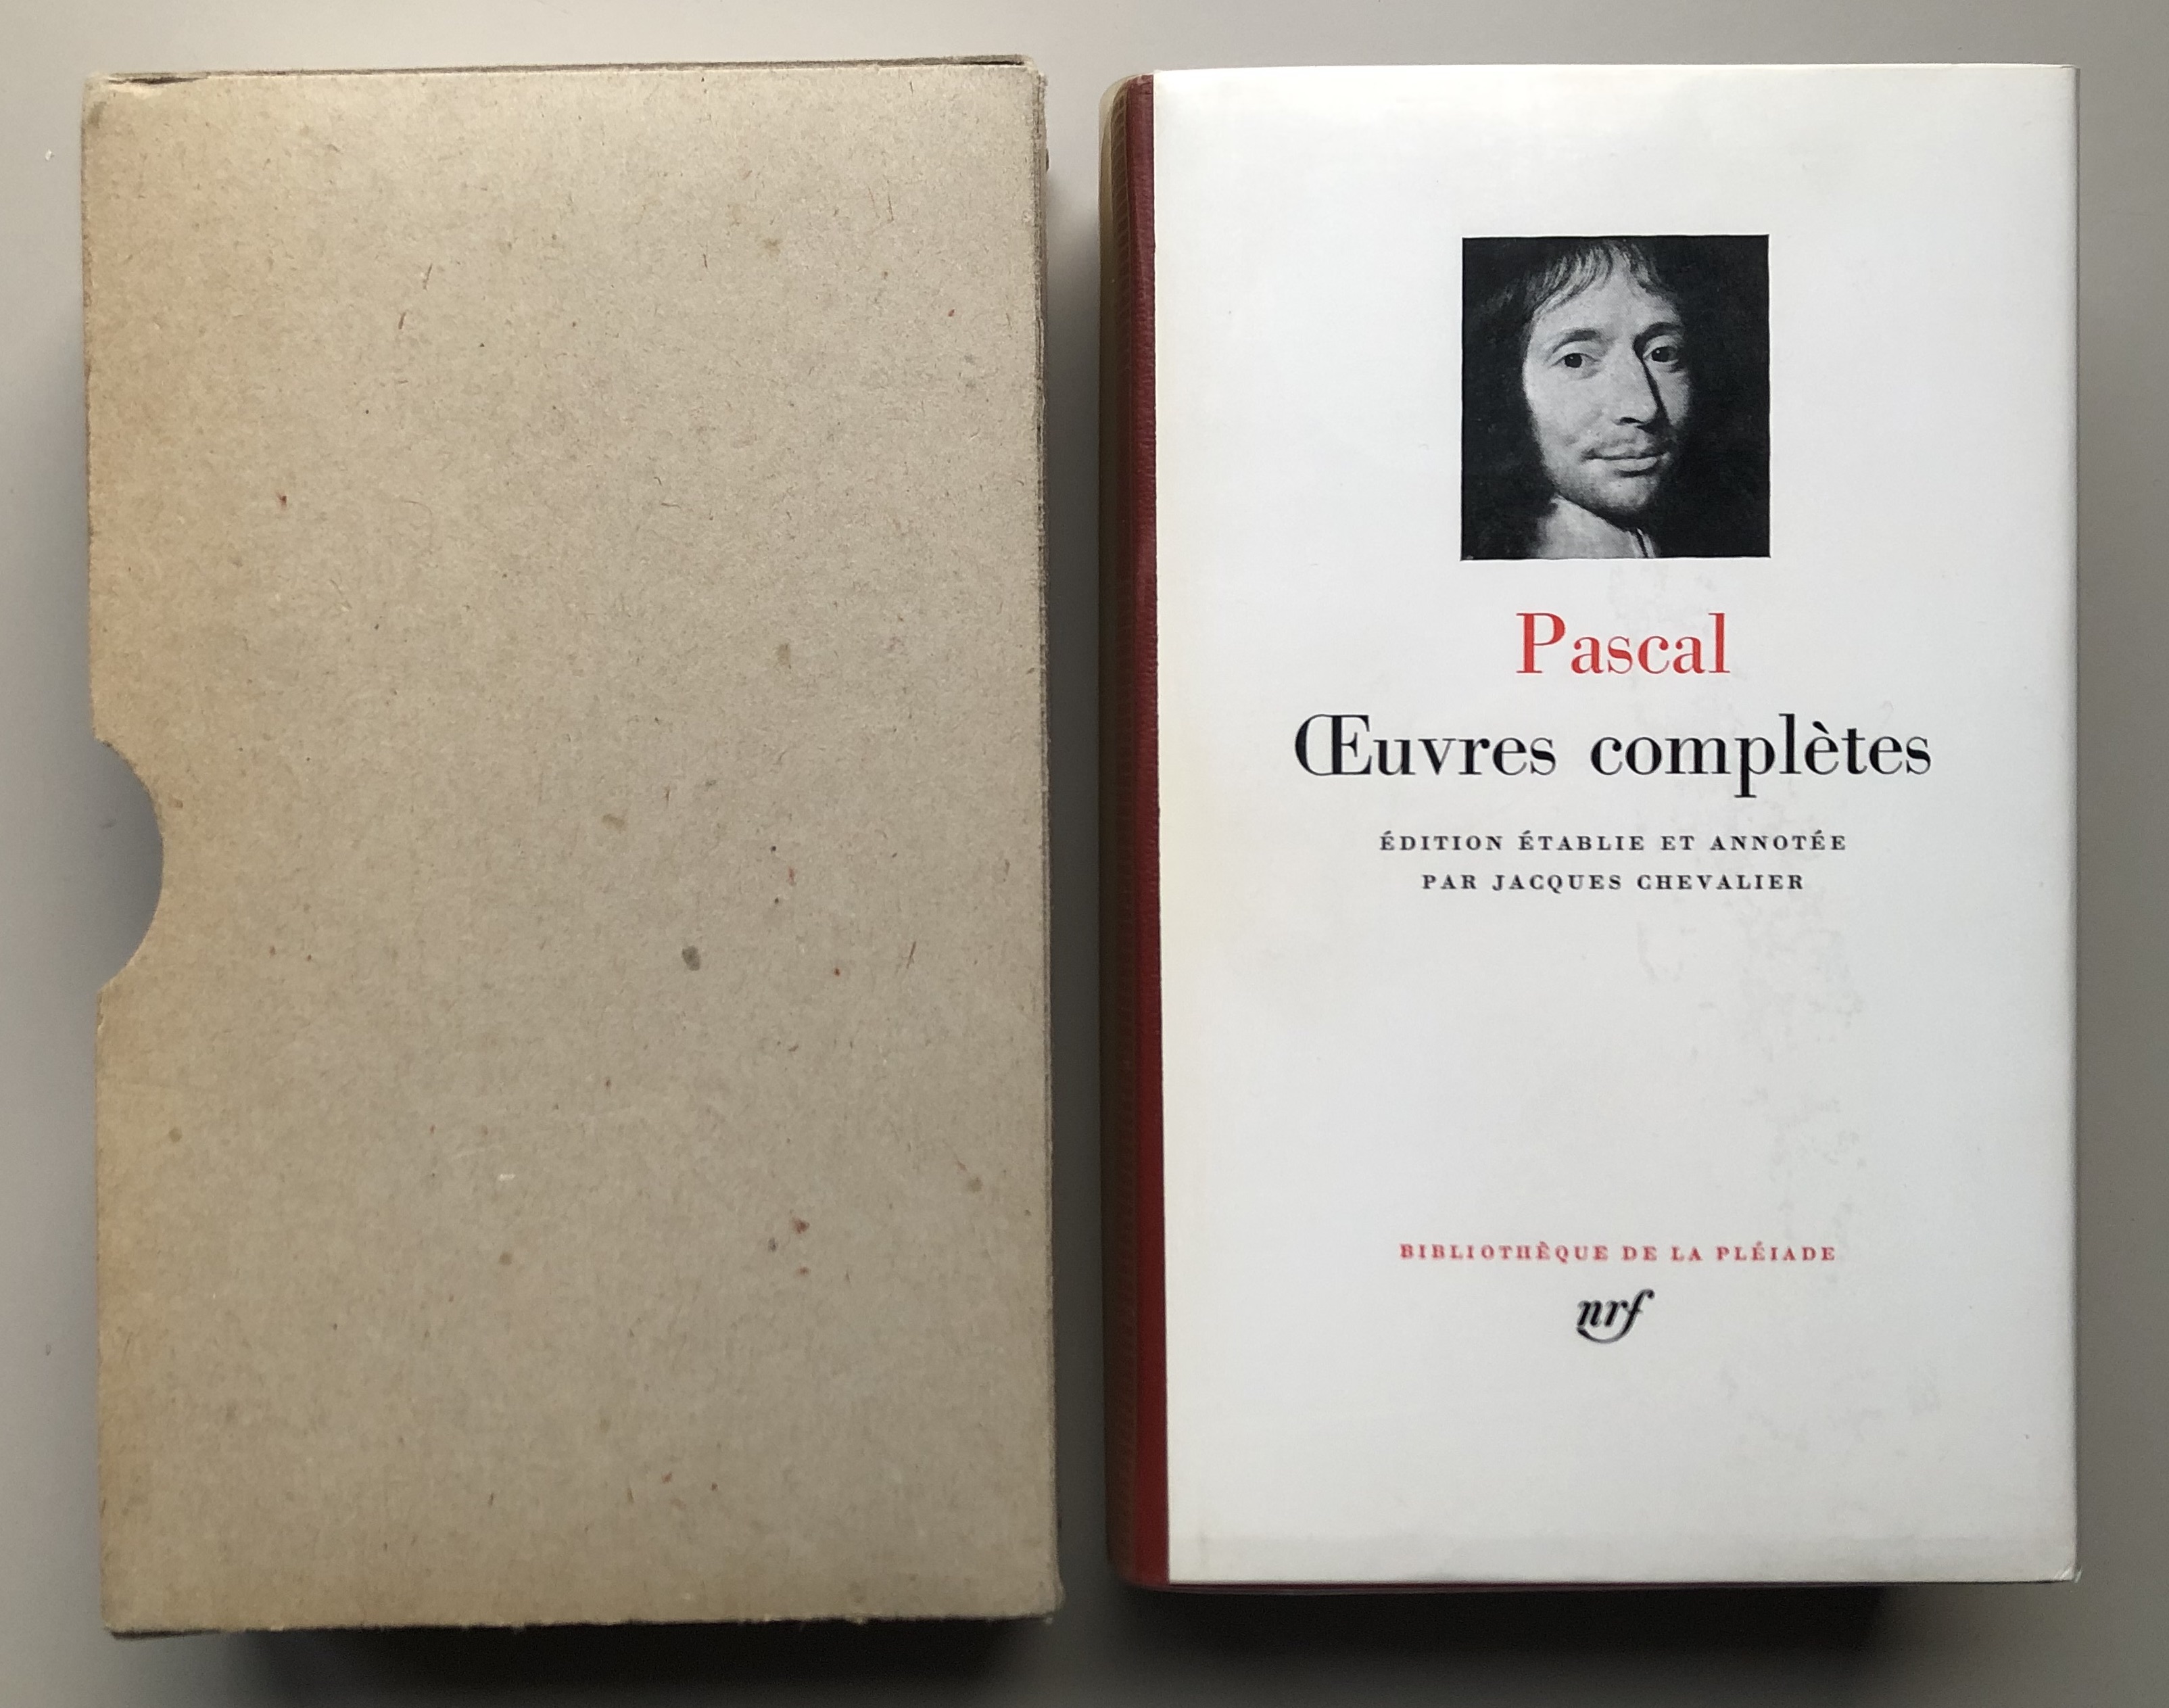 Pascal
Œuvres complètes
ÉDITION ÉTABLIE ET ANNOTÉE
PAR JACQUES CHEVALIER
BIBLIOTHÈQUE DE LA PLÉIADE
nrf